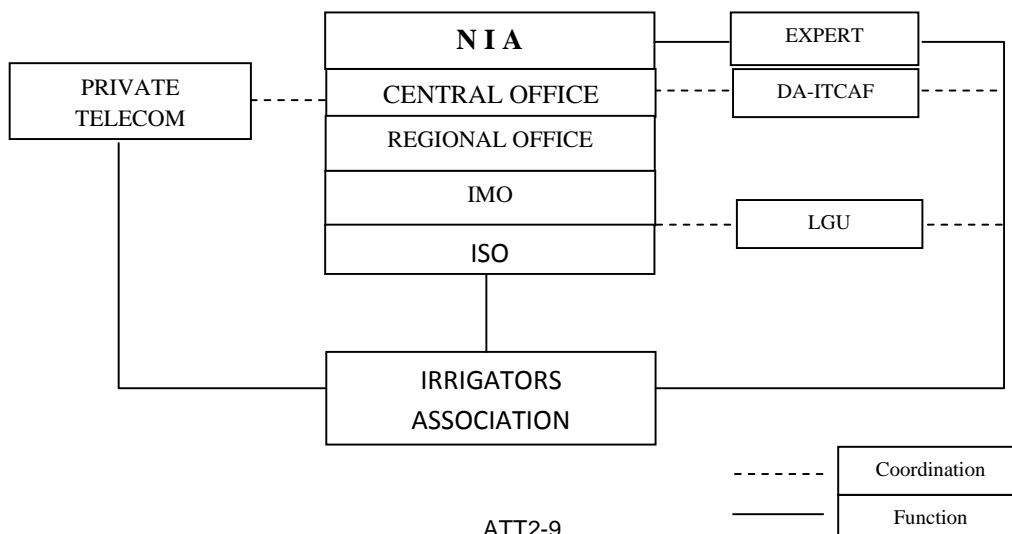 N I A
EXPERT
PRIVATE
TELECOM
CENTRAL OFFICE
DA-ITCAF
REGIONAL OFFICE
IMO
LGU
ISO
IRRIGATORS
ASSOCIATION
Coordination
Function
ATT2-9